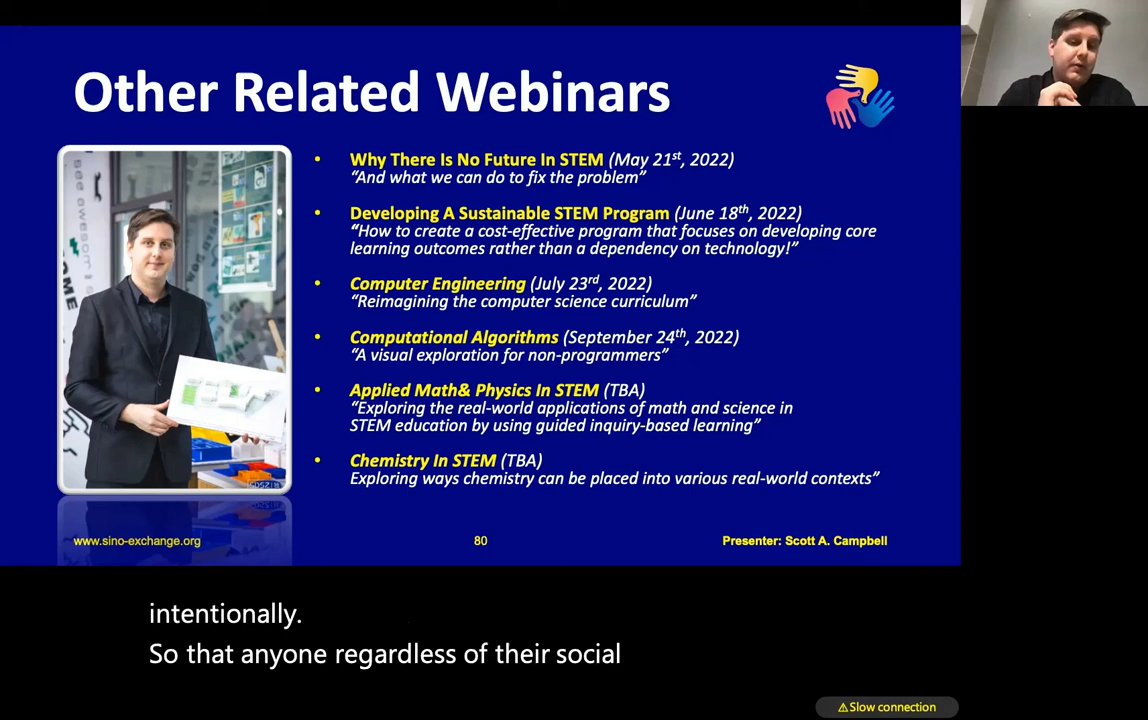 Other Related Webinars
• Why There Is No Future In STEM (May 21st, 2022)
“And what we can do to fix the problem”
• Developing A Sustainable STEM Program (June 18th, 2022)
“How to create a cost-effective program that focuses on developing core
learning outcomes rather than a dependency on technology!”
• Computer Engineering (July 23rd, 2022)
“Reimagining the computer science curriculum”
• Computational Algorithms (September 24th, 2022)
“A visual exploration for non-programmers”
• Applied Math& Physics In STEM (TBA)
“Exploring the real-world applications of math and science in
STEM education by using guided inquiry-based learning”
• Chemistry In STEM (TBA)
Exploring ways chemistry can be placed into various real-world contexts”
www.sino-exchange.org
80
Presenter: Scott A. Campbell
intentionally.
So that anyone regardless of their social
⚠Slow connection